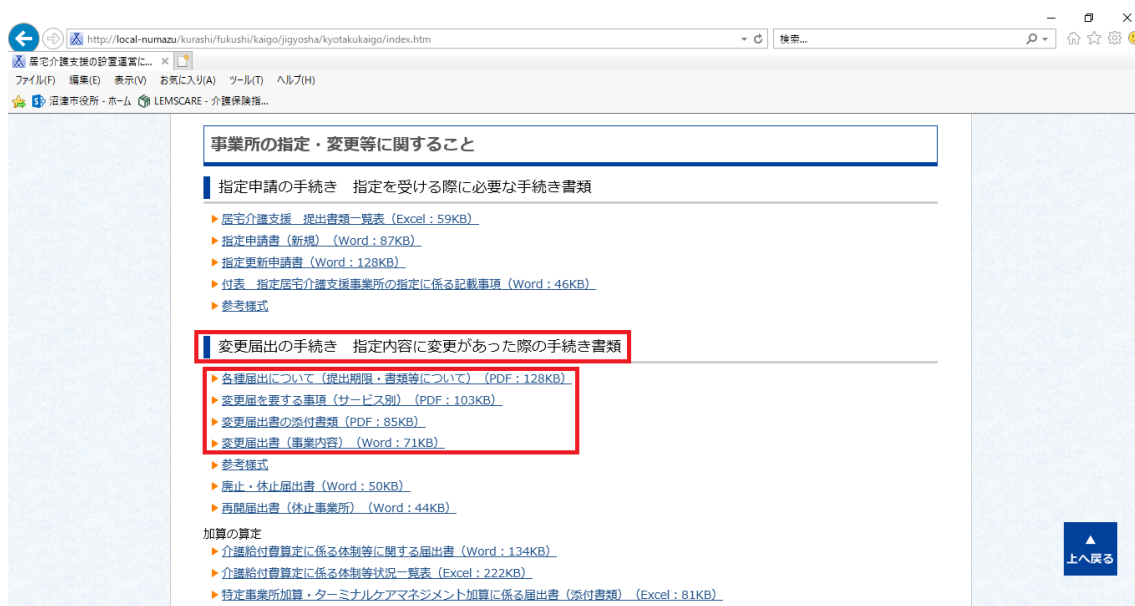 http://local-numazu/kurashi/fukushi/kaigo/jigyosha/kyotakukaigo/index.htm
検索...
居宅介護支援の設置運営に...
ファイル(F) 編集(E) 表示(V) お気に入り(A) ツール(T) ヘルプ(H)
沼津市役所 - ホーム LEMSCARE - 介護保険指...
事業所の指定・変更等に関すること
指定申請の手続き　指定を受ける際に必要な手続き書類
居宅介護支援　提出書類一覧表（Excel：59KB）
指定申請書（新規）（Word：87KB）
指定更新申請書（Word：128KB）
付表　指定居宅介護支援事業所の指定に係る記載事項（Word：46KB）
参考様式
変更届出の手続き　指定内容に変更があった際の手続き書類
各種届出について（提出期限・書類等について）（PDF：128KB）
変更届を要する事項（サービス別）（PDF：103KB）
変更届出書の添付書類（PDF：85KB）
変更届出書（事業内容）（Word：71KB）
参考様式
廃止・休止届出書（Word：50KB）
再開届出書（休止事業所）（Word：44KB）
加算の算定
介護給付費算定に係る体制等に関する届出書（Word：134KB）
介護給付費算定に係る体制等状況一覧表（Excel：222KB）
特定事業所加算・ターミナルケアマネジメント加算に係る届出書（添付書類）（Excel：81KB）
上へ戻る